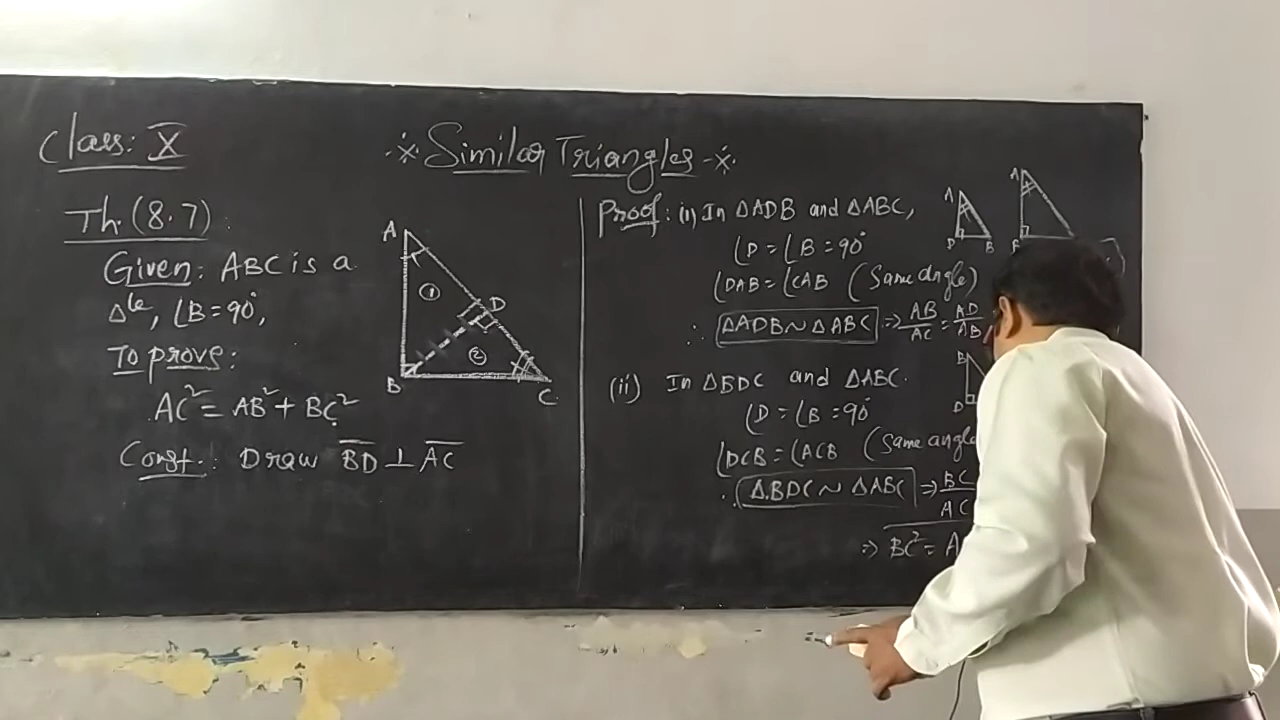 Class: X
·※· Similar Triangles ·※·
Th. (8.7)
Given: ABC is a
Δle, ∠B = 90°,
To prove:
AC² = AB² + BC²
Const.: Draw B̅D̅ ⊥ A̅C̅
A
①
D
②
B
C
Proof: (i) In ΔADB and ΔABC,
∠D = ∠B = 90°
∠DAB = ∠CAB (Same angle)
∴ ΔADB ~ ΔABC ⇒ AB/AC = AD/AB
A
D B
A
B
(ii) In ΔBDC and ΔABC.
∠D = ∠B = 90°
∠DCB = ∠ACB (Same angle
∴ ΔBDC ~ ΔABC ⇒ BC/AC
⇒ BC² = A
B
D